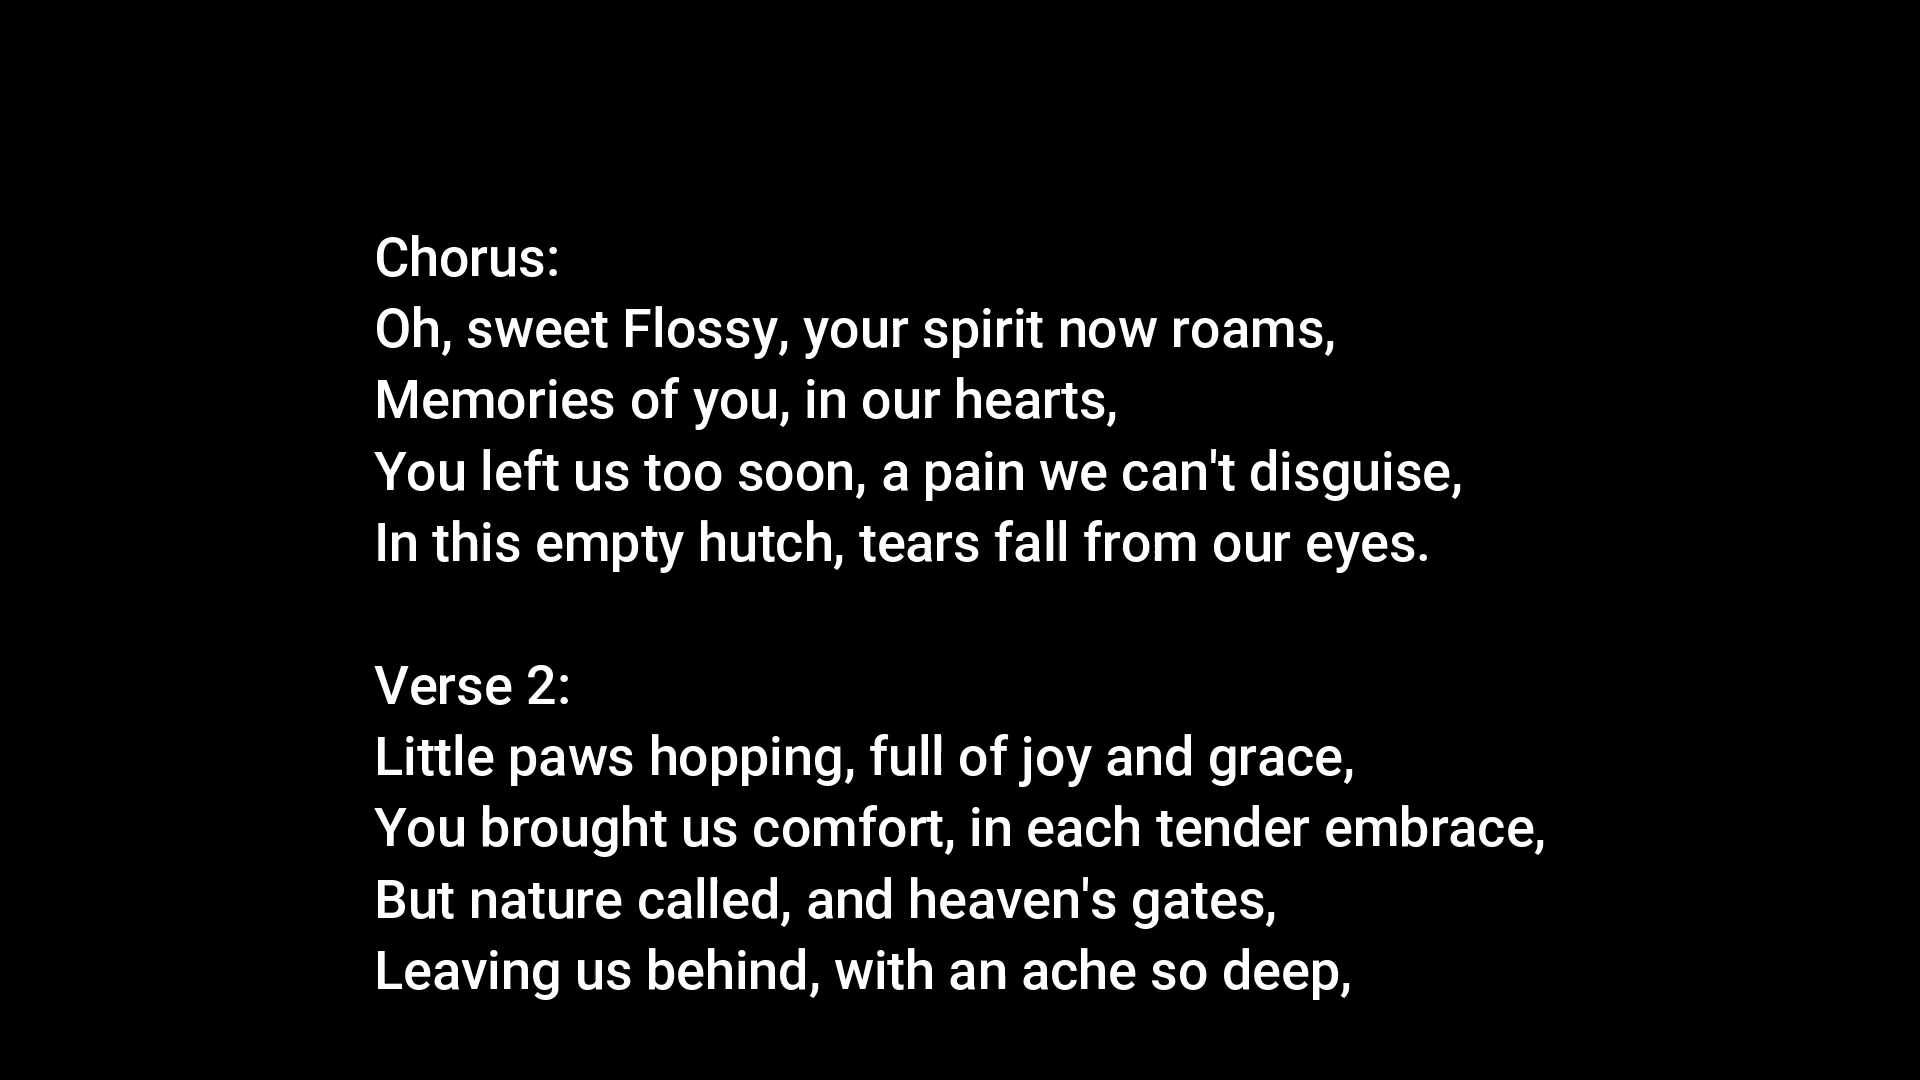 Chorus:
Oh, sweet Flossy, your spirit now roams,
Memories of you, in our hearts,
You left us too soon, a pain we can't disguise,
In this empty hutch, tears fall from our eyes.

Verse 2:
Little paws hopping, full of joy and grace,
You brought us comfort, in each tender embrace,
But nature called, and heaven's gates,
Leaving us behind, with an ache so deep,